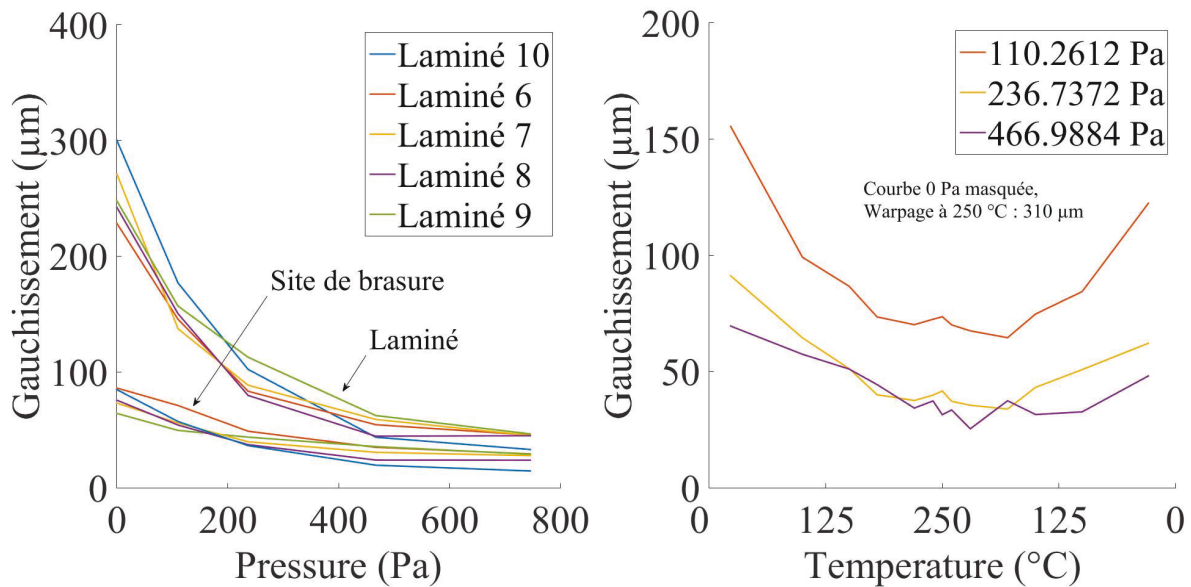 400
300
200
100
0
Gauchissement (μm)
Laminé 10
Laminé 6
Laminé 7
Laminé 8
Laminé 9
Site de brasure
Laminé
0
200
400
600
800
Pressure (Pa)
200
150
100
50
0
Gauchissement (μm)
110.2612 Pa
236.7372 Pa
466.9884 Pa
Courbe 0 Pa masquée,
Warpage à 250 °C : 310 μm
0
125
250
125
0
Temperature (°C)